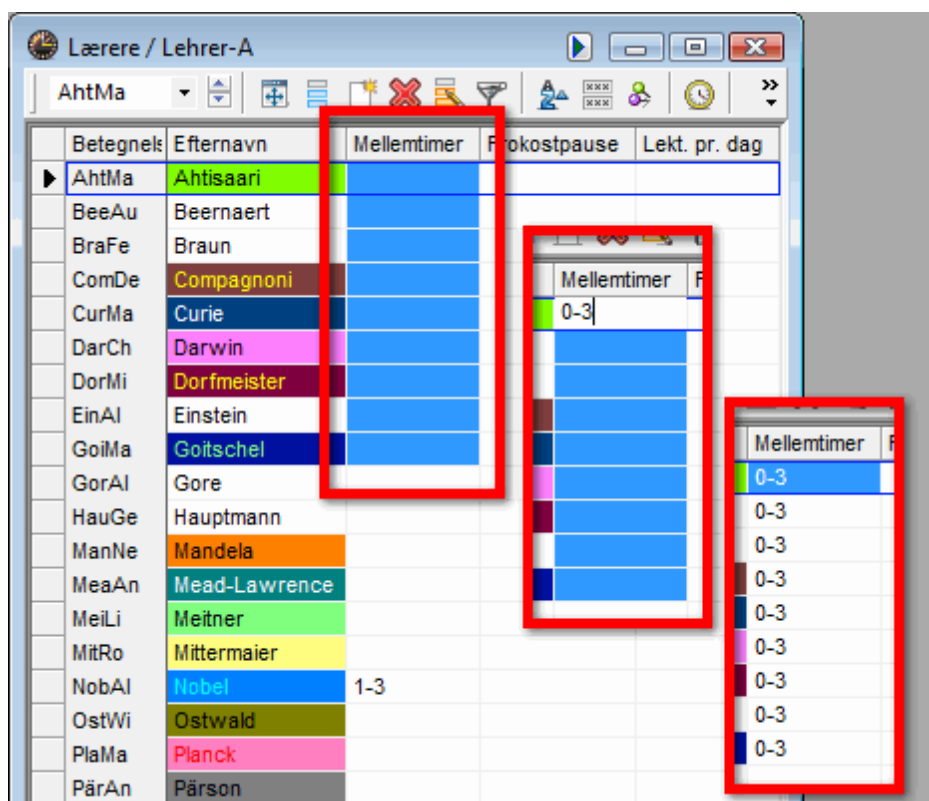 Lærere / Lehrer-A
AhtMa
Betegnels Efternavn Mellemtimer Frokostpause Lekt. pr. dag
AhtMa Ahtisaari
BeeAu Beernaert
BraFe Braun
ComDe Compagnoni
CurMa Curie
DarCh Darwin
DorMi Dorfmeister
EinAl Einstein
GoiMa Goitschel
GorAl Gore
HauGe Hauptmann
ManNe Mandela
MeaAn Mead-Lawrence
MeiLi Meitner
MitRo Mittermaier
NobAl Nobel 1-3
OstWi Ostwald
PlaMa Planck
PärAn Pärson
Mellemtimer F
0-3
Mellemtimer F
0-3
0-3
0-3
0-3
0-3
0-3
0-3
0-3
0-3